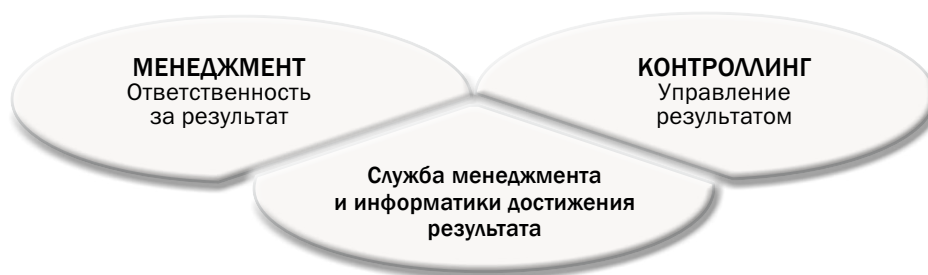 МЕНЕДЖМЕНТ
Ответственность
за результат
КОНТРОЛЛИНГ
Управление
результатом
Служба менеджмента
и информатики достижения
результата